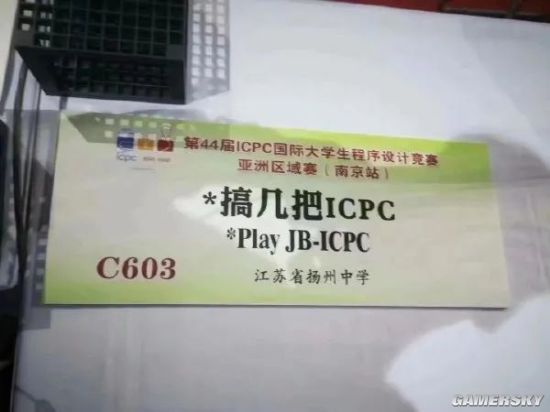 icpc
第44届ICPC国际大学生程序设计竞赛
亚洲区域赛（南京站）
*搞几把ICPC
*Play JB-ICPC
C603
江苏省扬州中学
GAMERSKY